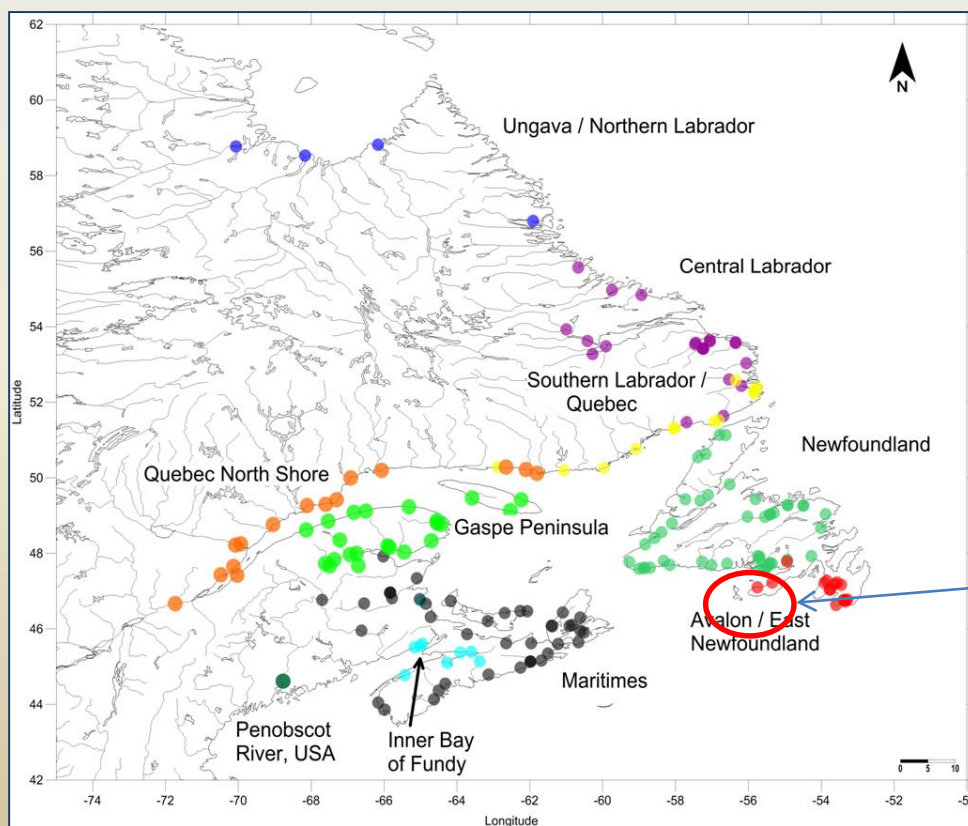 62
60
58
56
54
52
50
48
46
44
42
Latitude
N
Ungava / Northern Labrador
Central Labrador
Southern Labrador /
Quebec
Newfoundland
Quebec North Shore
Gaspe Peninsula
Avalon / East
Newfoundland
Maritimes
Penobscot
River, USA
Inner Bay
of Fundy
0 5 10
-74 -72 -70 -68 -66 -64 -62 -60 -58 -56 -54 -52
Longitude